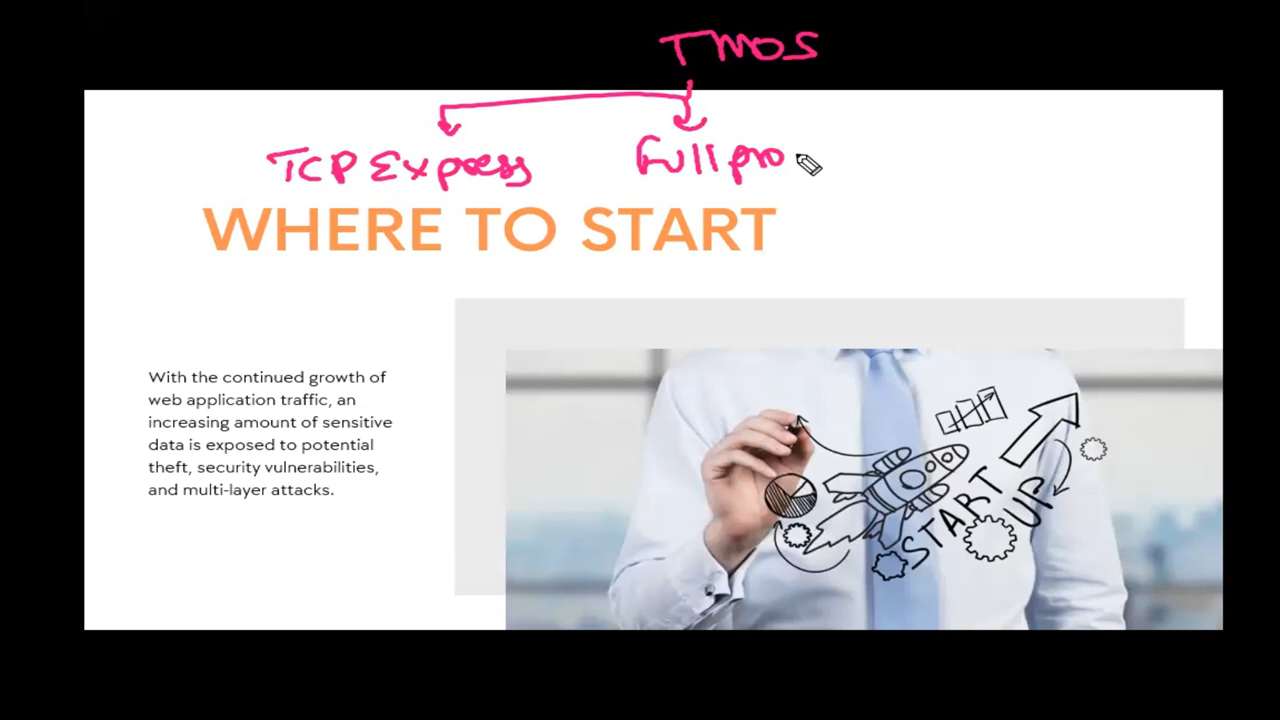 TMOS
TCP Express Full pro
WHERE TO START
With the continued growth of
web application traffic, an
increasing amount of sensitive
data is exposed to potential
theft, security vulnerabilities,
and multi-layer attacks.
START
UP